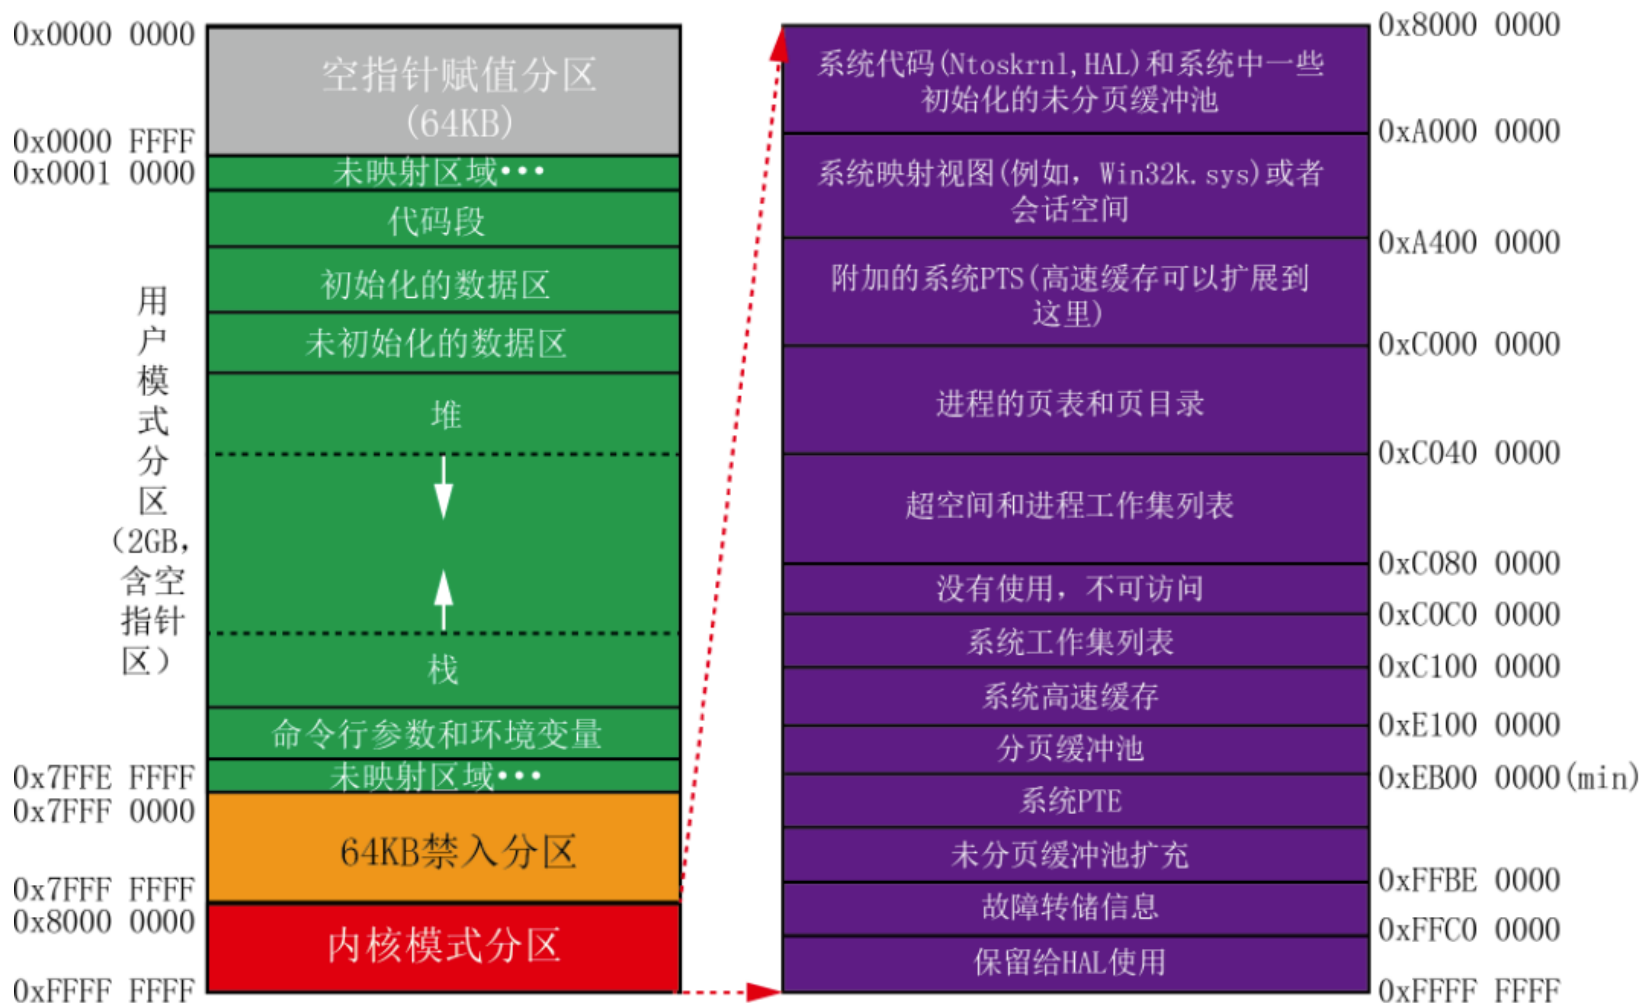 0x0000 0000
空指针赋值分区
(64KB)
0x0000 FFFF
0x0001 0000
未映射区域•••
代码段
初始化的数据区
未初始化的数据区
堆
栈
命令行参数和环境变量
0x7FFE FFFF
未映射区域•••
0x7FFF 0000
64KB禁入分区
0x7FFF FFFF
0x8000 0000
内核模式分区
0xFFFF FFFF
用
户
模
式
分
区
(2GB,
含空
指针
区)
0x8000 0000
系统代码(Ntoskrnl,HAL)和系统中一些
初始化的未分页缓冲池
0xA000 0000
系统映射视图(例如, Win32k.sys)或者
会话空间
0xA400 0000
附加的系统PTS(高速缓存可以扩展到
这里)
0xC000 0000
进程的页表和页目录
0xC040 0000
超空间和进程工作集列表
0xC080 0000
没有使用, 不可访问
0xC0C0 0000
系统工作集列表
0xC100 0000
系统高速缓存
0xE100 0000
分页缓冲池
0xEB00 0000(min)
系统PTE
未分页缓冲池扩充
0xFFBE 0000
故障转储信息
0xFFC0 0000
保留给HAL使用
0xFFFF FFFF